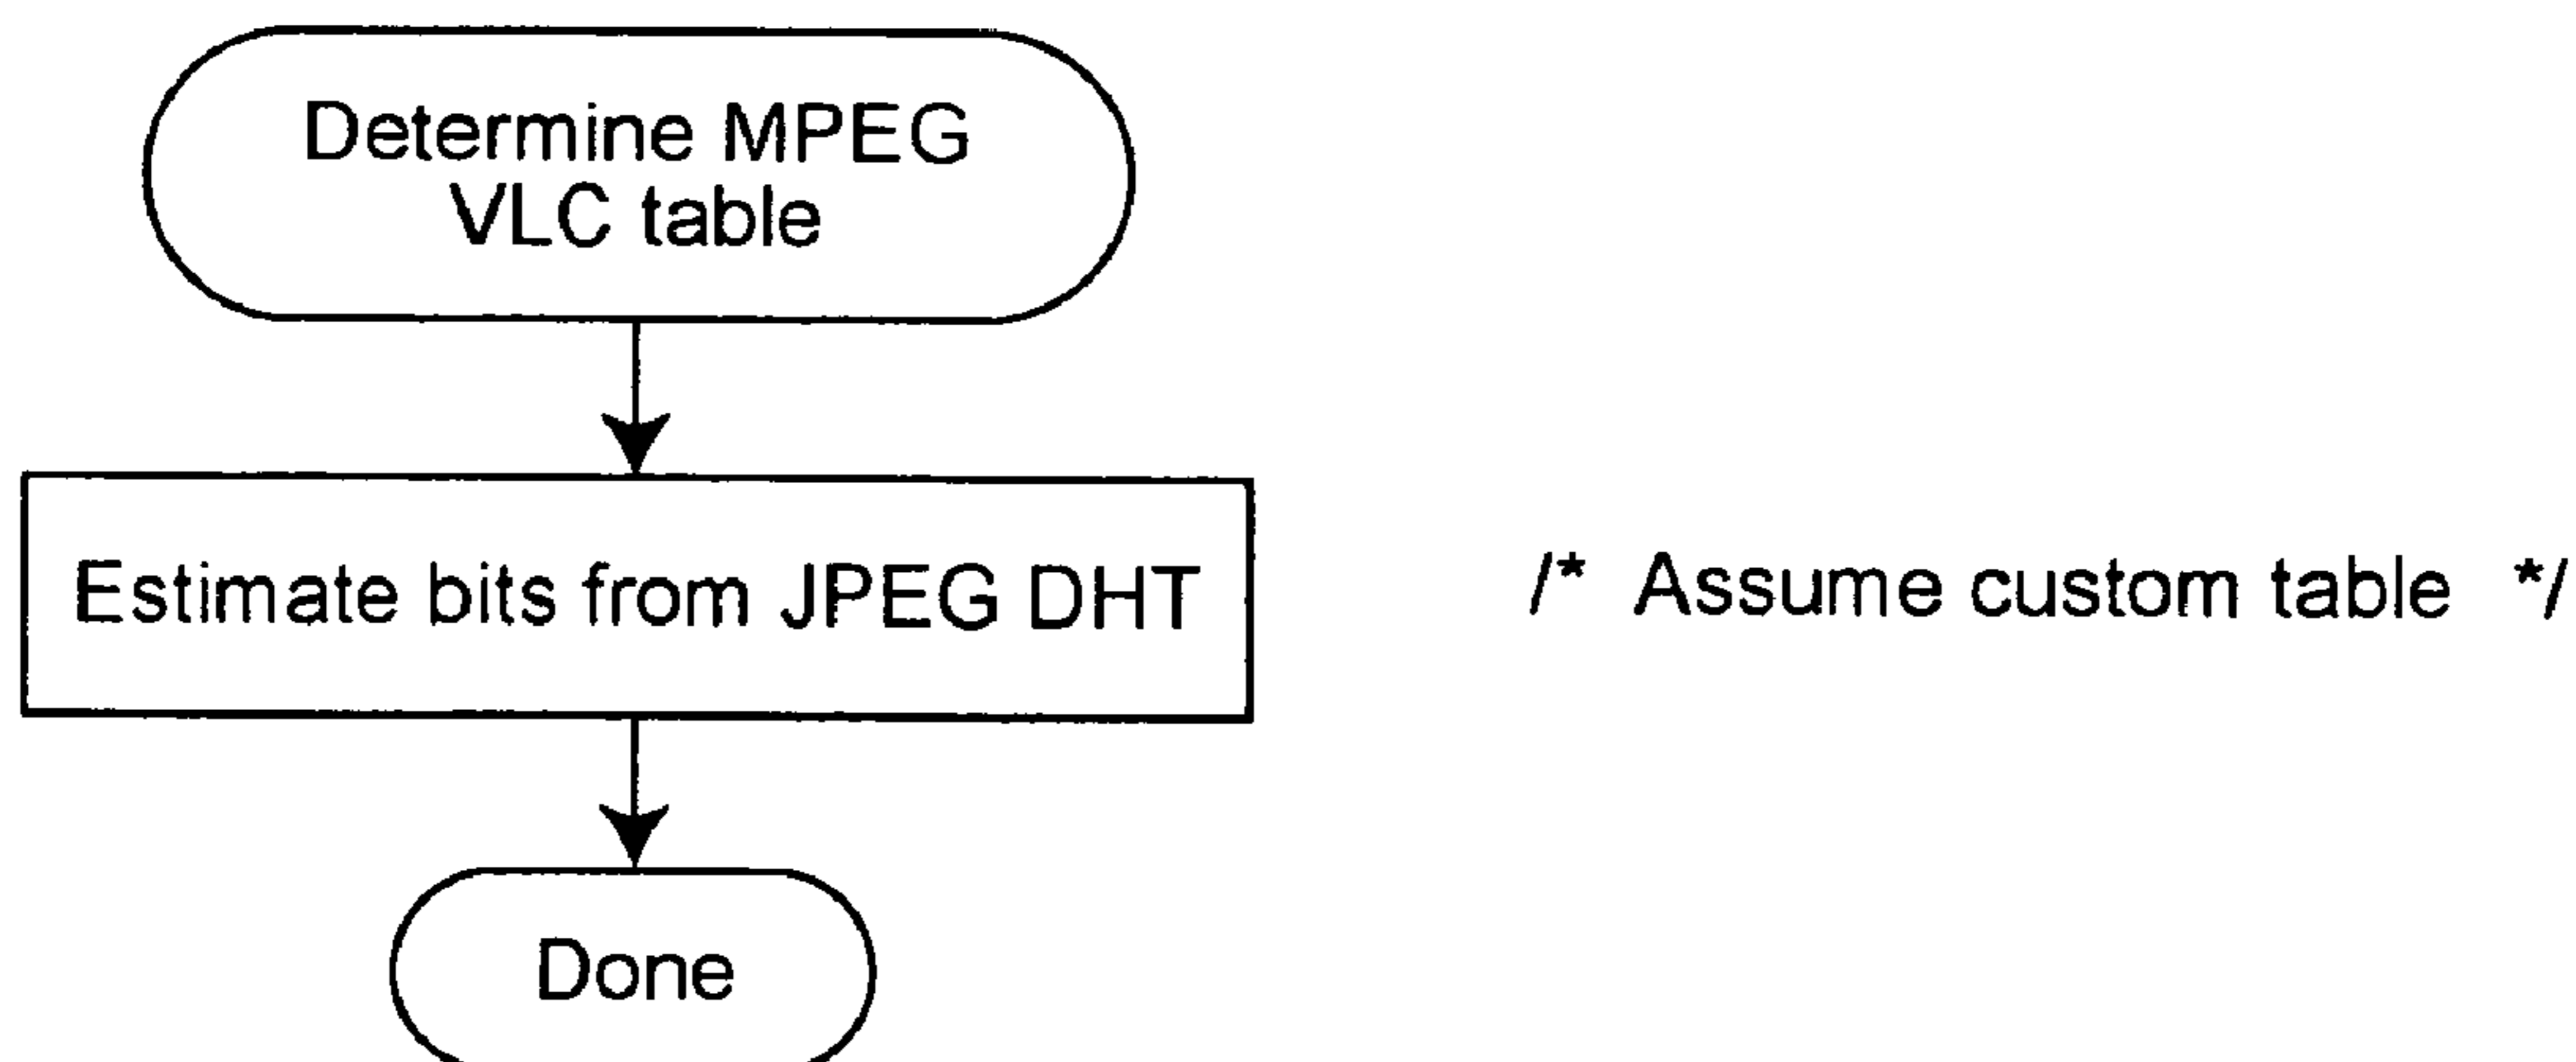 Determine MPEG
VLC table
Estimate bits from JPEG DHT
/* Assume custom table */
Done